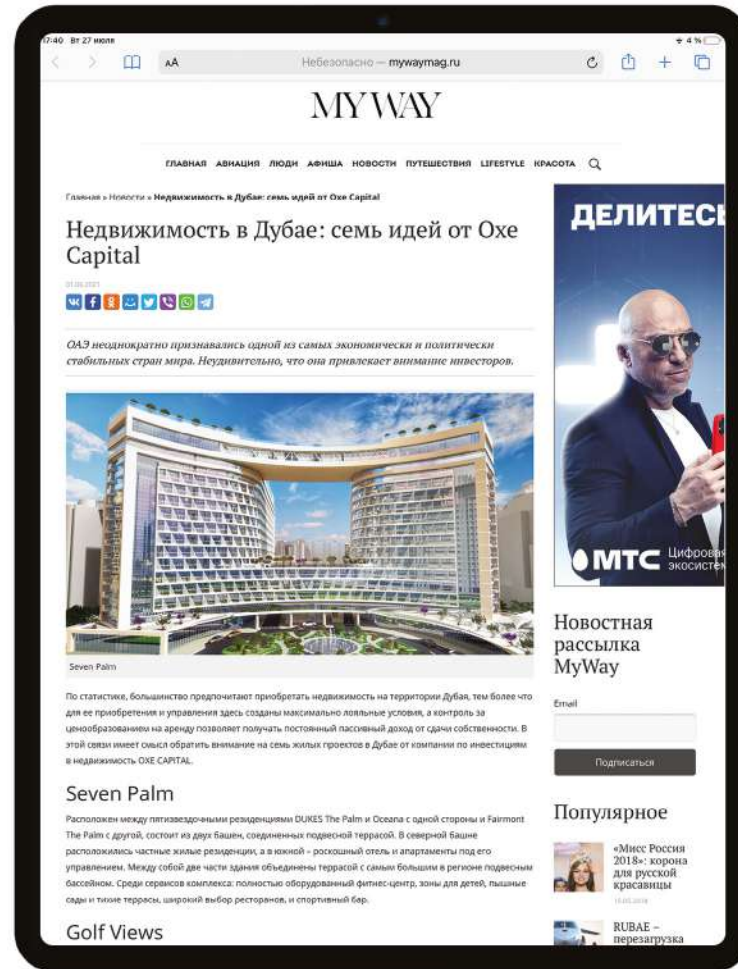 17:40 Вт 27 июля
4 %
AA
Небезопасно — mywaymag.ru
MY WAY
ГЛАВНАЯ АВИАЦИЯ ЛЮДИ АФИША НОВОСТИ ПУТЕШЕСТВИЯ LIFESTYLE КРАСОТА
Главная » Новости » Недвижимость в Дубае: семь идей от Oxe Capital
Недвижимость в Дубае: семь идей от Oxe
Capital
ОАЭ неоднократно признавались одной из самых экономически и политически
стабильных стран мира. Неудивительно, что она привлекает внимание инвесторов.
Seven Palm
По статистике, большинство предпочитают приобретать недвижимость на территории Дубая, тем более что
для ее приобретения и управления здесь созданы максимально лояльные условия, а контроль за
ценообразованием на аренду позволяет получать постоянный пассивный доход от сдачи собственности. В
этой связи имеет смысл обратить внимание на семь жилых проектов в Дубае от компании по инвестициям
в недвижимость OXE CAPITAL.
Seven Palm
Расположен между пятизвездочными резиденциями DUKES The Palm и Oceana с одной стороны и Fairmont
The Palm с другой, состоит из двух башен, соединенных подвесной террасой. В северной башне
расположились частные жилые резиденции, а в южной – роскошный отель и апартаменты под его
управлением. Между собой две части здания объединены террасой с самым большим в регионе подвесным
бассейном. Среди сервисов комплекса: полностью оборудованный фитнес-центр, зоны для детей, пышные
сады и тихие террасы, широкий выбор ресторанов, и спортивный бар.
Golf Views
ДЕЛИТЕСЬ
МТС
Цифровая
экосистем
Новостная
рассылка
MyWay
Email
Подписаться
Популярное
«Мисс Россия
2018»: корона
для русской
красавицы
RUBAE –
перезагрузка